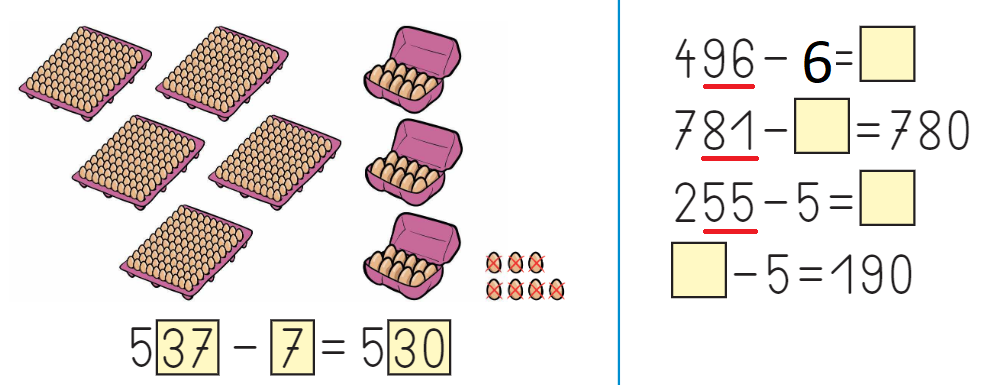 537 − 7 = 530
496 − 6 =
781 − = 780
255 − 5 =
− 5 = 190